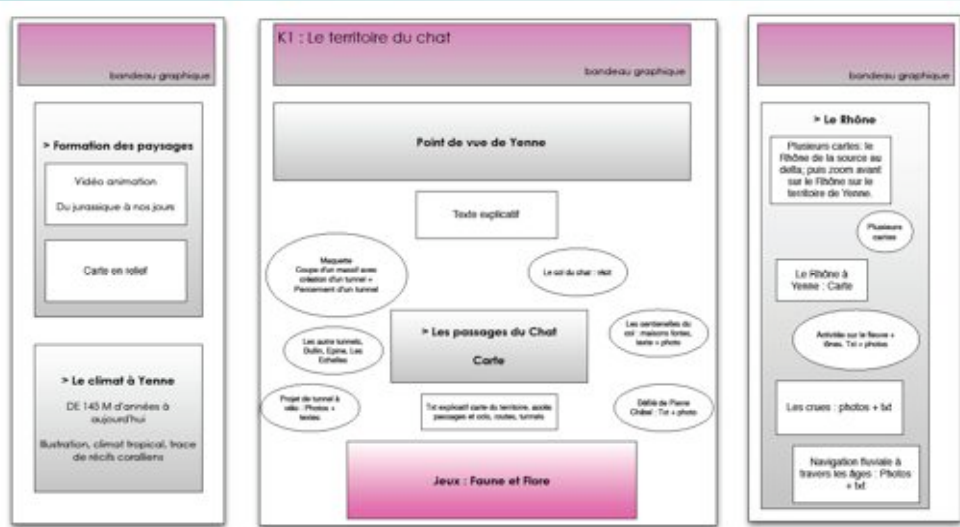 bandeau graphique
> Formation des paysages
Vidéo animation
Du jurassique à nos jours
Carte en relief
> Le climat à Yenne
DE 145 M d'années à
aujourd'hui
Illustration, climat tropical, trace
de récifs coralliens
K1 : Le territoire du chat
bandeau graphique
Point de vue de Yenne
Texte explicatif
Maquette
Coupe d'un massif avec
création d'un tunnel +
Percement d'un tunnel
Le col du chat : récit
Les autre tunnels,
Dullin, Epine, Les
Echelles
> Les passages du Chat
Carte
Les sentinelles du
col : maisons fortes,
texte + photo
Projet de tunnel à
vélo : Photos +
textes
Txt explicatif carte du territoire, accès
passages et cols, routes, tunnels
Défilé de Pierre
Châtel : Txt + photo
Jeux : Faune et Flore
bandeau graphique
> Le Rhône
Plusieurs cartes: le
Rhône de la source au
delta; puis zoom avant
sur le Rhône sur le
territoire de Yenne.
Plusieurs
cartes
Le Rhône à
Yenne : Carte
Activités sur le fleuve +
lônes. Txt + photos
Les crues : photos + txt
Navigation fluviale à
travers les âges : Photos
+ txt